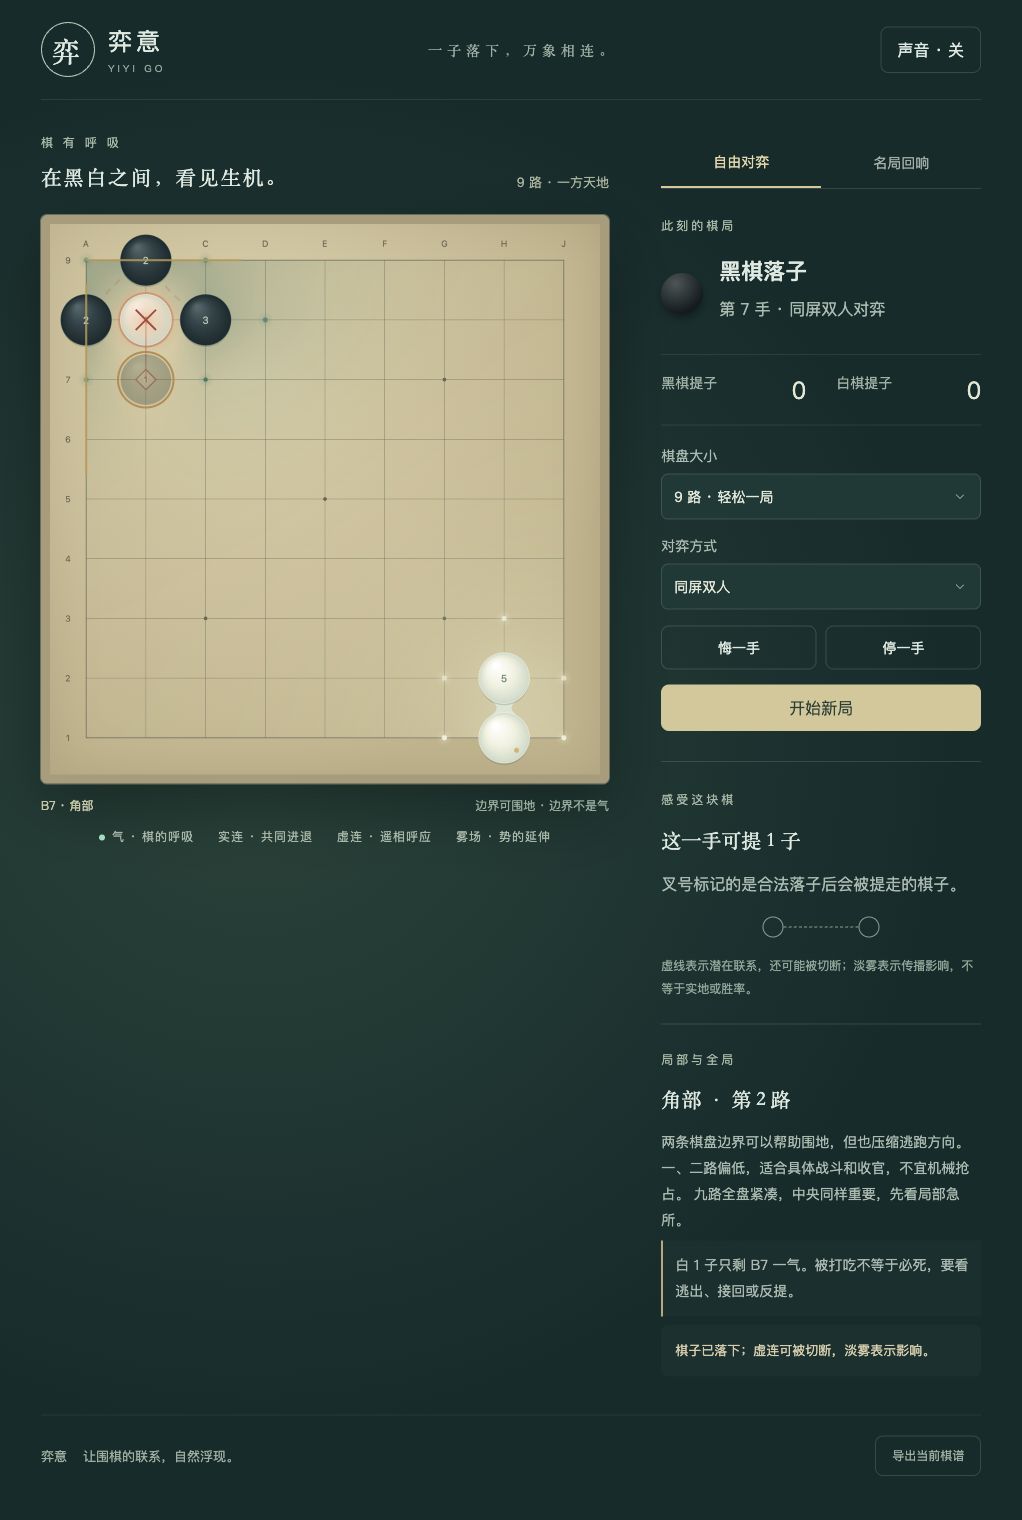 弈
弈意
YIYI GO
一子落下，万象相连。
声音 · 关
棋有呼吸
在黑白之间，看见生机。
9 路 · 一方天地
A C D E F G H J
9
2
2
3
7
1
6
5
4
3
2
5
1
B7 · 角部
边界可围地 · 边界不是气
气 · 棋的呼吸
实连 · 共同进退
虚连 · 遥相呼应
雾场 · 势的延伸
自由对弈
名局回响
此刻的棋局
黑棋落子
第 7 手 · 同屏双人对弈
黑棋提子 0
白棋提子 0
棋盘大小
9 路 · 轻松一局
对弈方式
同屏双人
悔一手
停一手
开始新局
感受这块棋
这一手可提 1 子
叉号标记的是合法落子后会被提走的棋子。
虚线表示潜在联系，还可能被切断；淡雾表示传播影响，不
等于实地或胜率。
局部与全局
角部 · 第 2 路
两条棋盘边界可以帮助围地，但也压缩逃跑方向。
一、二路偏低，适合具体战斗和收官，不宜机械抢
占。 九路全盘紧凑，中央同样重要，先看局部急
所。
白 1 子只剩 B7 一气。被打吃不等于必死，要看
逃出、接回或反提。
棋子已落下；虚连可被切断，淡雾表示影响。
弈意 让围棋的联系，自然浮现。
导出当前棋谱